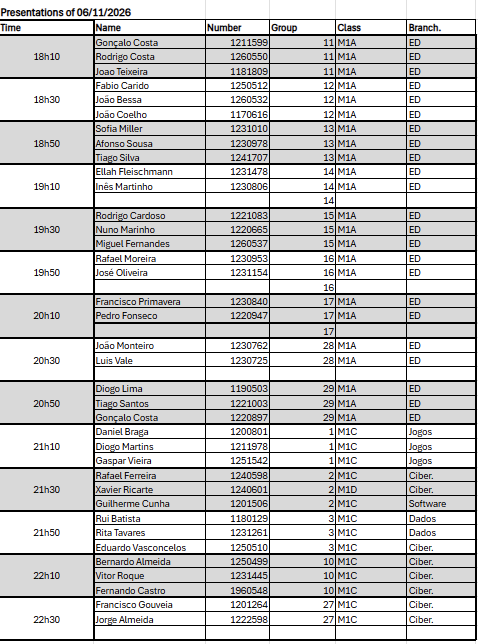 Presentations of 06/11/2026
Time Name Number Group Class Branch.
18h10 Gonçalo Costa 1211599 11 M1A ED
Rodrigo Costa 1260550 11 M1A ED
Joao Teixeira 1181809 11 M1A ED
18h30 Fabio Carido 1250512 12 M1A ED
João Bessa 1260532 12 M1A ED
João Coelho 1170616 12 M1A ED
18h50 Sofia Miller 1231010 13 M1A ED
Afonso Sousa 1230978 13 M1A ED
Tiago Silva 1241707 13 M1A ED
19h10 Ellah Fleischmann 1231478 14 M1A ED
Inês Martinho 1230806 14 M1A ED
14
19h30 Rodrigo Cardoso 1221083 15 M1A ED
Nuno Marinho 1220665 15 M1A ED
Miguel Fernandes 1260537 15 M1A ED
19h50 Rafael Moreira 1230953 16 M1A ED
José Oliveira 1231154 16 M1A ED
16
20h10 Francisco Primavera 1230840 17 M1A ED
Pedro Fonseco 1220947 17 M1A ED
17
20h30 João Monteiro 1230762 28 M1A ED
Luis Vale 1230725 28 M1A ED
20h50 Diogo Lima 1190503 29 M1A ED
Tiago Santos 1221003 29 M1A ED
Gonçalo Costa 1220897 29 M1A ED
21h10 Daniel Braga 1200801 1 M1C Jogos
Diogo Martins 1211978 1 M1C Jogos
Gaspar Vieira 1251542 1 M1C Jogos
21h30 Rafael Ferreira 1240598 2 M1C Ciber.
Xavier Ricarte 1240601 2 M1D Ciber.
Guilherme Cunha 1201506 2 M1C Software
21h50 Rui Batista 1180129 3 M1C Dados
Rita Tavares 1231261 3 M1C Dados
Eduardo Vasconcelos 1250510 3 M1C Ciber.
22h10 Bernardo Almeida 1250499 10 M1C Ciber.
Vitor Roque 1231445 10 M1C Ciber.
Fernando Castro 1960548 10 M1C Ciber.
22h30 Francisco Gouveia 1201264 27 M1C Ciber.
Jorge Almeida 1222598 27 M1C Ciber.